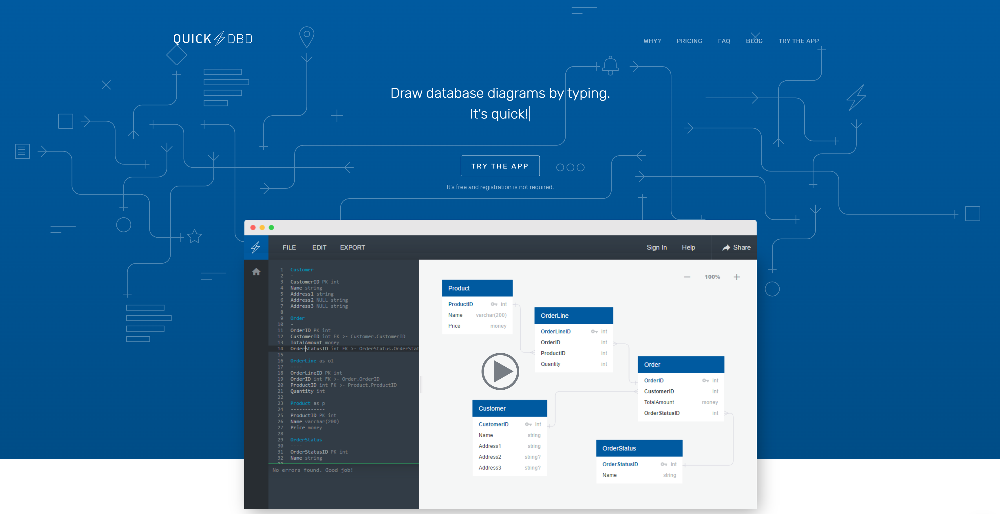 QUICK DBD
WHY? PRICING FAQ BLOG TRY THE APP
Draw database diagrams by typing.
It's quick!
TRY THE APP
It's free and registration is not required.
FILE EDIT EXPORT Sign In Help Share
1 Customer
2 -
3 CustomerID PK int
4 Name string
5 Address1 string
6 Address2 NULL string
7 Address3 NULL string
8
9 Order
10 -
11 OrderID PK int
12 CustomerID int FK >- Customer.CustomerID
13 TotalAmount money
14 OrderStatusID int FK >- OrderStatus.OrderStat
15
16 OrderLine as ol
17 ----
18 OrderLineID PK int
19 OrderID int FK >- Order.OrderID
20 ProductID int FK >- Product.ProductID
21 Quantity int
22
23 Product as p
24 ------------
25 ProductID PK int
26 Name varchar(200)
27 Price money
28
29 OrderStatus
30 ----
31 OrderStatusID PK int
32 Name string
No errors found. Good job!
100%
Product
ProductID int
Name varchar(200)
Price money
OrderLine
OrderLineID int
OrderID int
ProductID int
Quantity int
Order
OrderID int
CustomerID int
TotalAmount money
OrderStatusID int
Customer
CustomerID int
Name string
Address1 string
Address2 string?
Address3 string?
OrderStatus
OrderStatusID int
Name string